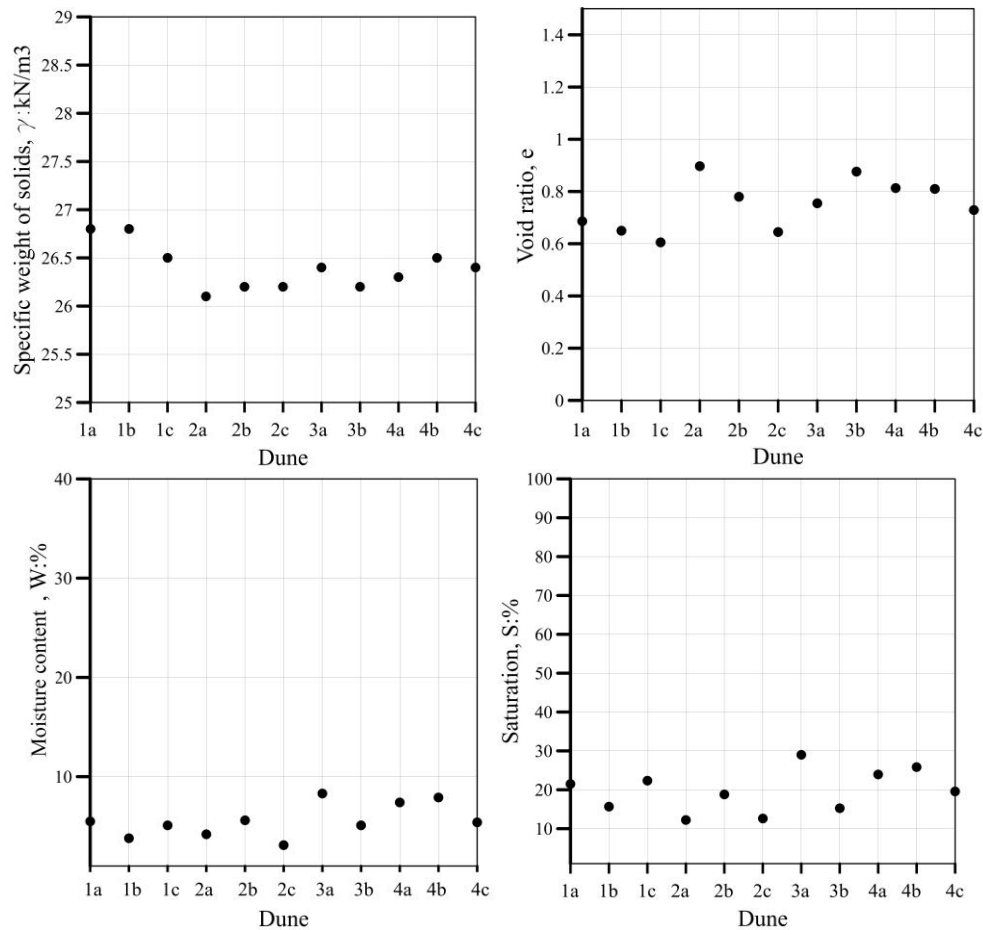 Specific weight of solids, γ:kN/m3
29
28.5
28
27.5
27
26.5
26
25.5
25
1a 1b 1c 2a 2b 2c 3a 3b 4a 4b 4c
Dune
Void ratio, e
1.4
1.2
1
0.8
0.6
0.4
0.2
0
1a 1b 1c 2a 2b 2c 3a 3b 4a 4b 4c
Dune
Moisture content , W:%
40
30
20
10
1a 1b 1c 2a 2b 2c 3a 3b 4a 4b 4c
Dune
Saturation, S:%
100
90
80
70
60
50
40
30
20
10
1a 1b 1c 2a 2b 2c 3a 3b 4a 4b 4c
Dune